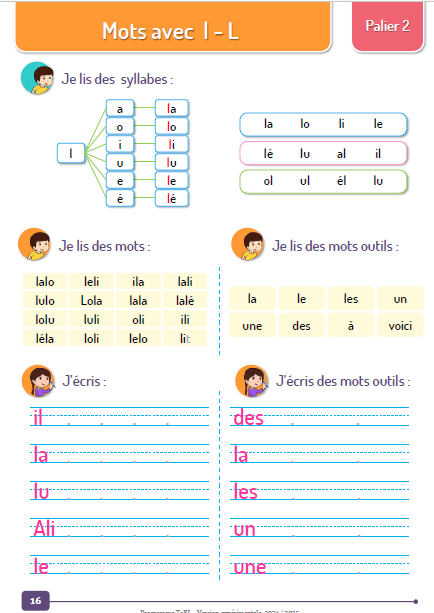 Mots avec l - L
Palier 2
Je lis des syllabes :
l
a la
o lo
i li
u lu
e le
é lé
la lo li le
lé lu al il
ol ul él lu
Je lis des mots :
lalo leli ila lali
lulo Lola lala lalé
lolu luli oli ili
léla loli lelo lit
Je lis des mots outils :
la le les un
une des à voici
J'écris :
il
la
lu
Ali
le
J'écris des mots outils :
des
la
les
un
une
16